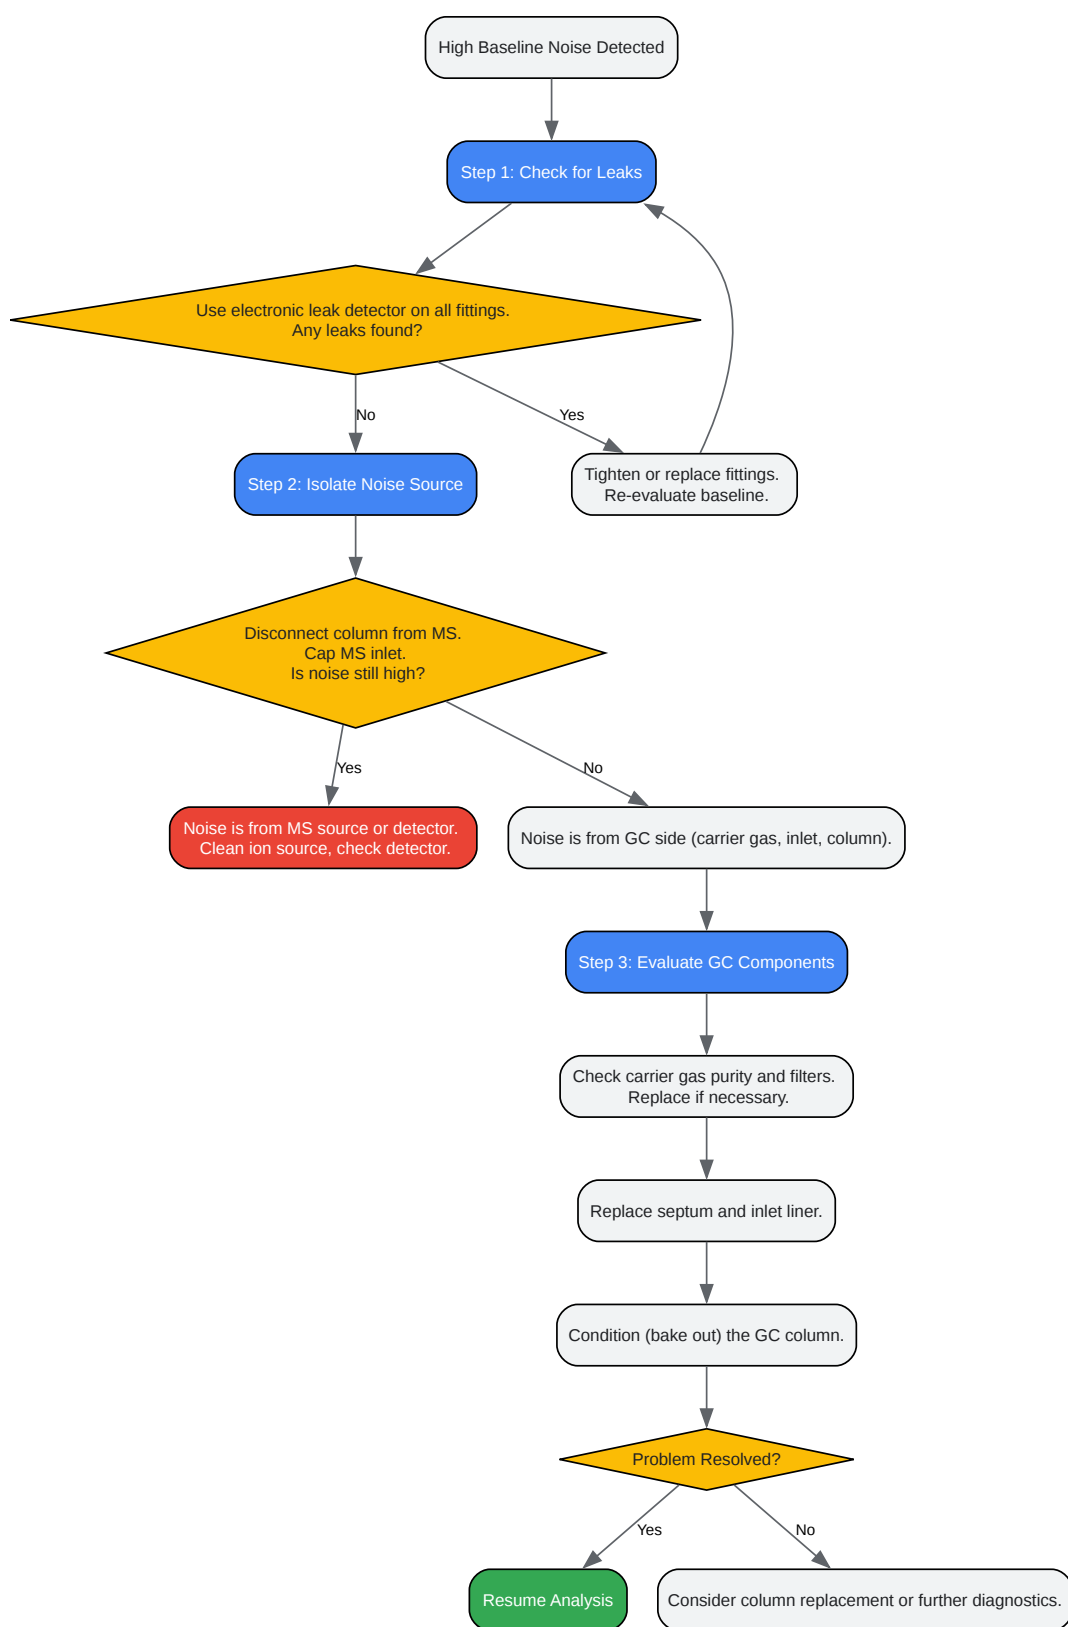 High Baseline Noise Detected
Step 1: Check for Leaks
Use electronic leak detector on all fittings.
Any leaks found?
No
Yes
Step 2: Isolate Noise Source
Tighten or replace fittings.
Re-evaluate baseline.
Disconnect column from MS.
Cap MS inlet.
Is noise still high?
Yes
No
Noise is from MS source or detector.
Clean ion source, check detector.
Noise is from GC side (carrier gas, inlet, column).
Step 3: Evaluate GC Components
Check carrier gas purity and filters.
Replace if necessary.
Replace septum and inlet liner.
Condition (bake out) the GC column.
Problem Resolved?
Yes
No
Resume Analysis
Consider column replacement or further diagnostics.